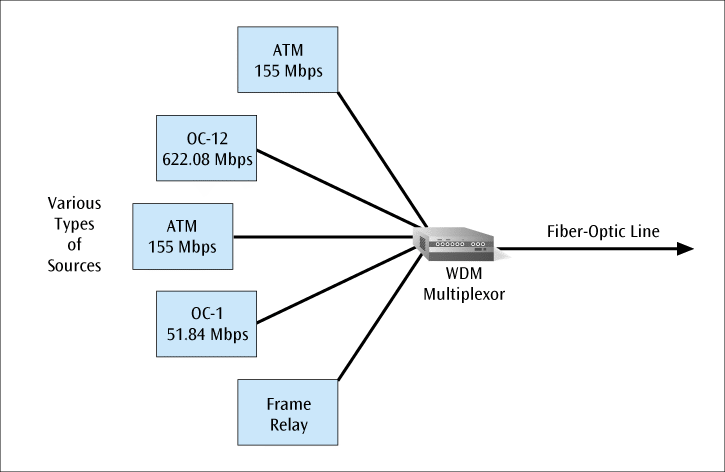 ATM
155 Mbps
OC-12
622.08 Mbps
Various
Types
of
Sources
ATM
155 Mbps
Fiber-Optic Line
WDM
Multiplexor
OC-1
51.84 Mbps
Frame
Relay